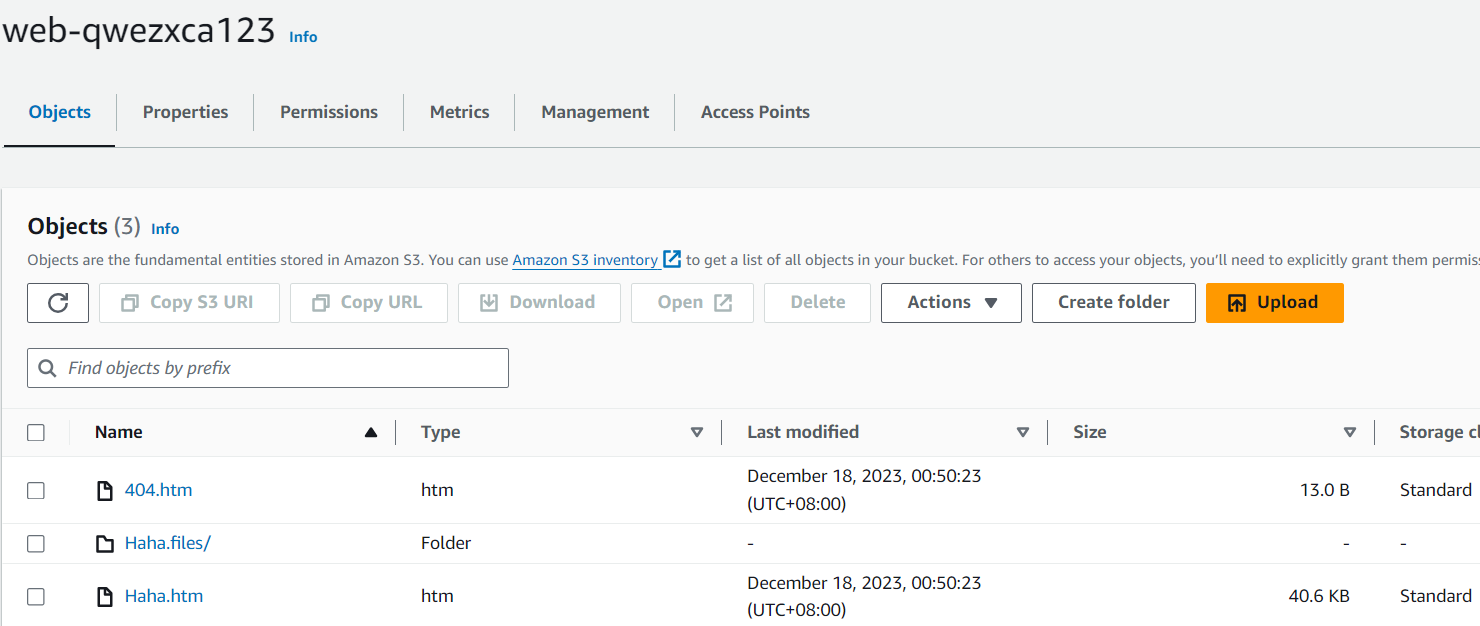 web-qwezxca123 Info
Objects Properties Permissions Metrics Management Access Points
Objects (3) Info
Objects are the fundamental entities stored in Amazon S3. You can use Amazon S3 inventory to get a list of all objects in your bucket. For others to access your objects, you'll need to explicitly grant them permiss
Copy S3 URI Copy URL Download Open Delete Actions Create folder Upload
Find objects by prefix
Name Type Last modified Size Storage cl
404.htm htm December 18, 2023, 00:50:23 (UTC+08:00) 13.0 B Standard
Haha.files/ Folder - - -
Haha.htm htm December 18, 2023, 00:50:23 (UTC+08:00) 40.6 KB Standard